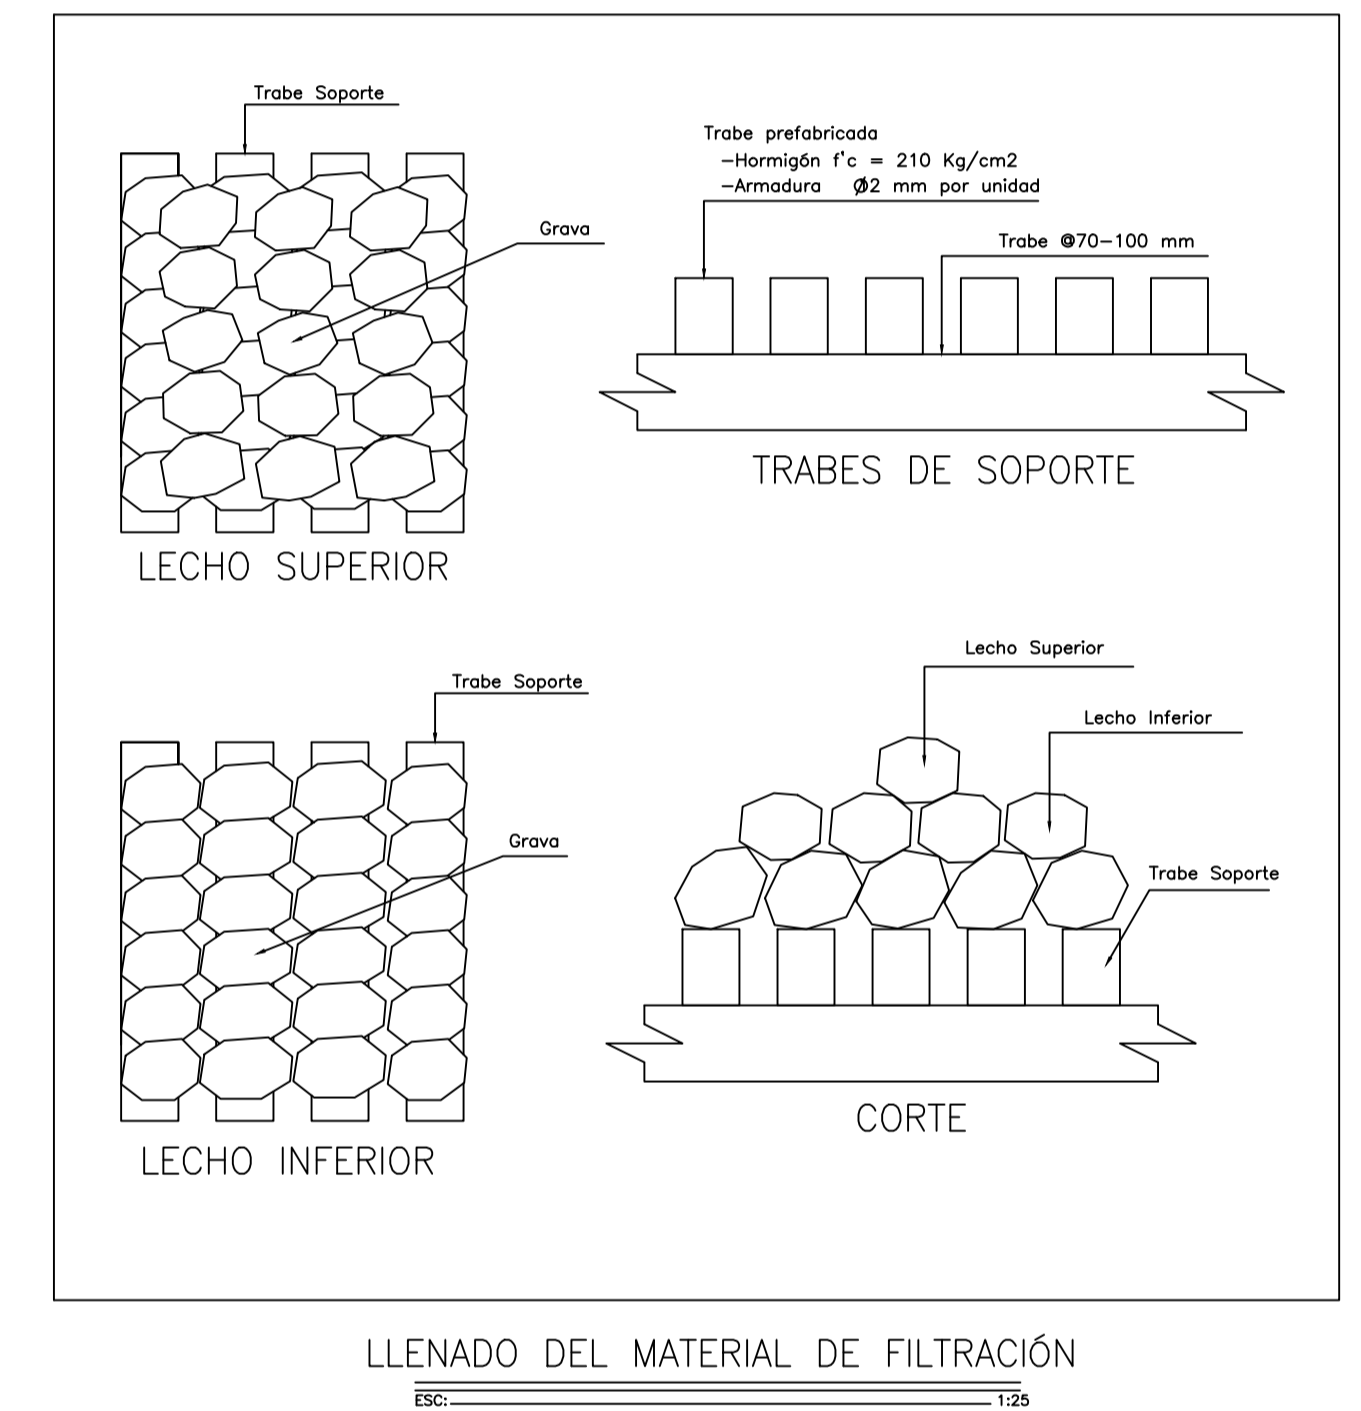 Trabe Soporte
Grava
LECHO SUPERIOR
Trabe prefabricada
-Hormigón f'c = 210 Kg/cm2
-Armadura Ø2 mm por unidad
Trabe @70-100 mm
TRABES DE SOPORTE
Trabe Soporte
Grava
LECHO INFERIOR
Lecho Superior
Lecho Inferior
Trabe Soporte
CORTE
LLENADO DEL MATERIAL DE FILTRACIÓN
ESC: 1:25